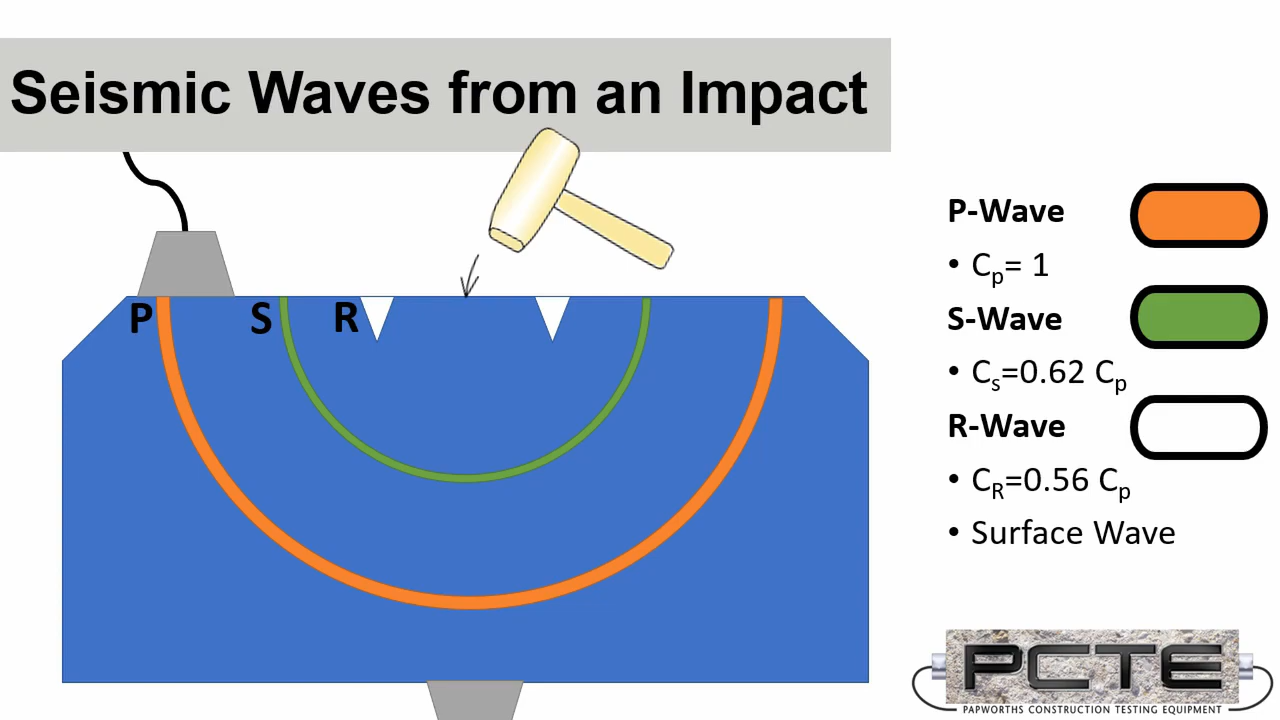 Seismic Waves from an Impact
P S R
P-Wave
• Cp= 1
S-Wave
• Cs=0.62 Cp
R-Wave
• CR=0.56 Cp
• Surface Wave
PCTE
PAPWORTHS CONSTRUCTION TESTING EQUIPMENT